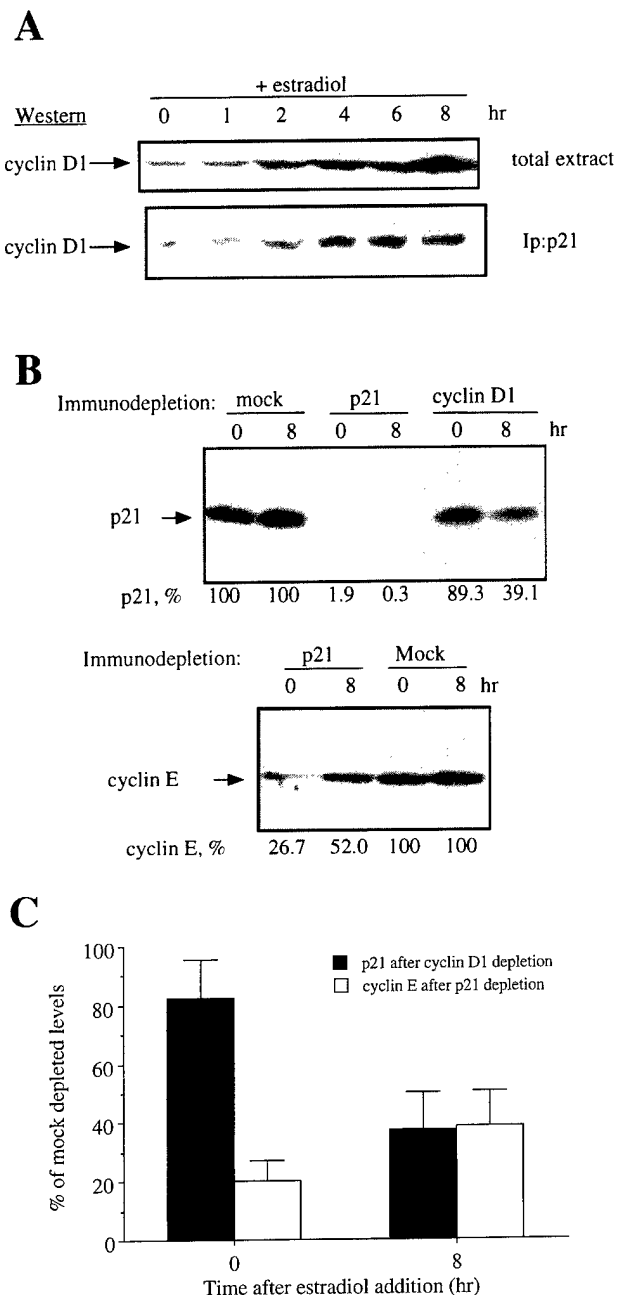 A
+ estradiol
Western 0 1 2 4 6 8 hr
cyclin D1 total extract
cyclin D1 Ip:p21
B
Immunodepletion: mock p21 cyclin D1
0 8 0 8 0 8 hr
p21
p21, % 100 100 1.9 0.3 89.3 39.1
Immunodepletion: p21 Mock
0 8 0 8 hr
cyclin E
cyclin E, % 26.7 52.0 100 100
C
% of mock depleted levels
100
80
60
40
20
0
p21 after cyclin D1 depletion
cyclin E after p21 depletion
0 8
Time after estradiol addition (hr)